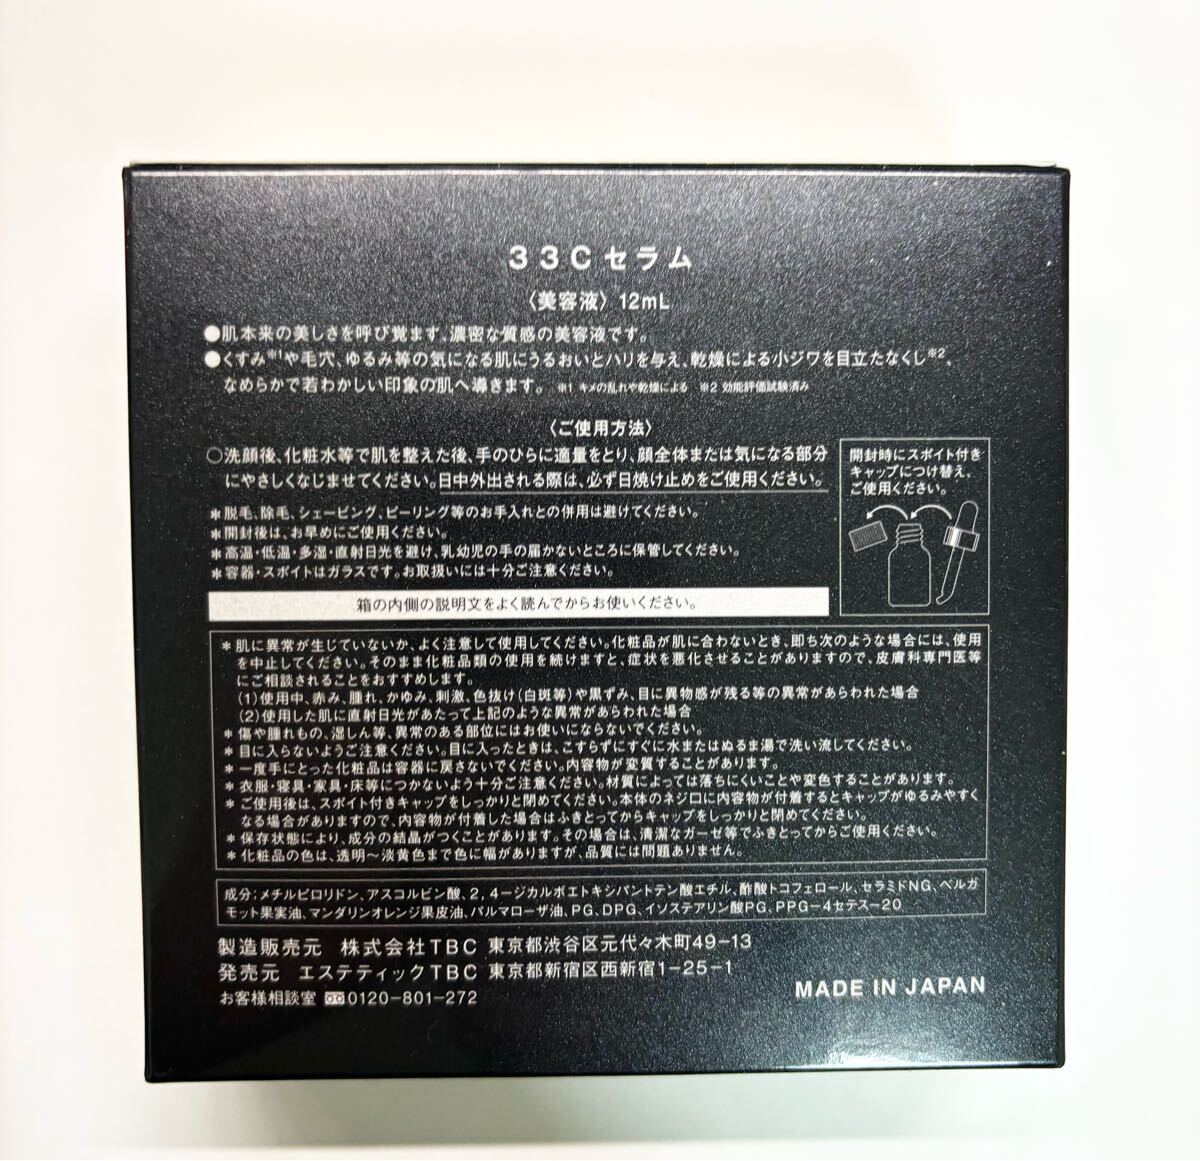 33Cセラム
〈美容液〉12mL
●肌本来の美しさを呼び覚ます、濃密な質感の美容液です。
●くすみ※1や毛穴、ゆるみ等の気になる肌にうるおいとハリを与え、乾燥による小ジワを目立たなくし※2、
なめらかで若わかしい印象の肌へ導きます。 ※1 キメの乱れや乾燥による ※2 効能評価試験済み
〈ご使用方法〉
○洗顔後、化粧水等で肌を整えた後、手のひらに適量をとり、顔全体または気になる部分
にやさしくなじませてください。日中外出される際は、必ず日焼け止めをご使用ください。
＊脱毛、除毛、シェービング、ピーリング等のお手入れとの併用は避けてください。
＊開封後は、お早めにご使用ください。
＊高温・低温・多湿・直射日光を避け、乳幼児の手の届かないところに保管してください。
＊容器・スポイトはガラスです。お取扱いには十分ご注意ください。
開封時にスポイト付き
キャップにつけ替え、
ご使用ください。
箱の内側の説明文をよく読んでからお使いください。
＊肌に異常が生じていないか、よく注意して使用してください。化粧品が肌に合わないとき、即ち次のような場合には、使用
を中止してください。そのまま化粧品類の使用を続けますと、症状を悪化させることがありますので、皮膚科専門医等
にご相談されることをおすすめします。
(1)使用中、赤み、腫れ、かゆみ、刺激、色抜け(白斑等)や黒ずみ、目に異物感が残る等の異常があらわれた場合
(2)使用した肌に直射日光があたって上記のような異常があらわれた場合
＊傷や腫れもの、湿しん等、異常のある部位にはお使いにならないでください。
＊目に入らないようご注意ください。目に入ったときは、こすらずにすぐに水またはぬるま湯で洗い流してください。
＊一度手にとった化粧品は容器に戻さないでください。内容物が変質することがあります。
＊衣服・寝具・家具・床等につかないよう十分ご注意ください。材質によっては落ちにくいことや変色することがあります。
＊ご使用後は、スポイト付きキャップをしっかりと閉めてください。本体のネジ口に内容物が付着するとキャップがゆるみやすく
なる場合がありますので、内容物が付着した場合はふきとってからキャップをしっかりと閉めてください。
＊保存状態により、成分の結晶がつくことがあります。その場合は、清潔なガーゼ等でふきとってからご使用ください。
＊化粧品の色は、透明～淡黄色まで色に幅がありますが、品質には問題ありません。
成分：メチルピロリドン、アスコルビン酸、2，4ージカルボエトキシパントテン酸エチル、酢酸トコフェロール、セラミドNG、ベルガ
モット果実油、マンダリンオレンジ果皮油、パルマローザ油、PG、DPG、イソステアリン酸PG、PPG－4セテス－20
製造販売元 株式会社TBC 東京都渋谷区元代々木町49-13
発売元 エステティックTBC 東京都新宿区西新宿1-25-1
お客様相談室 0120-801-272
MADE IN JAPAN